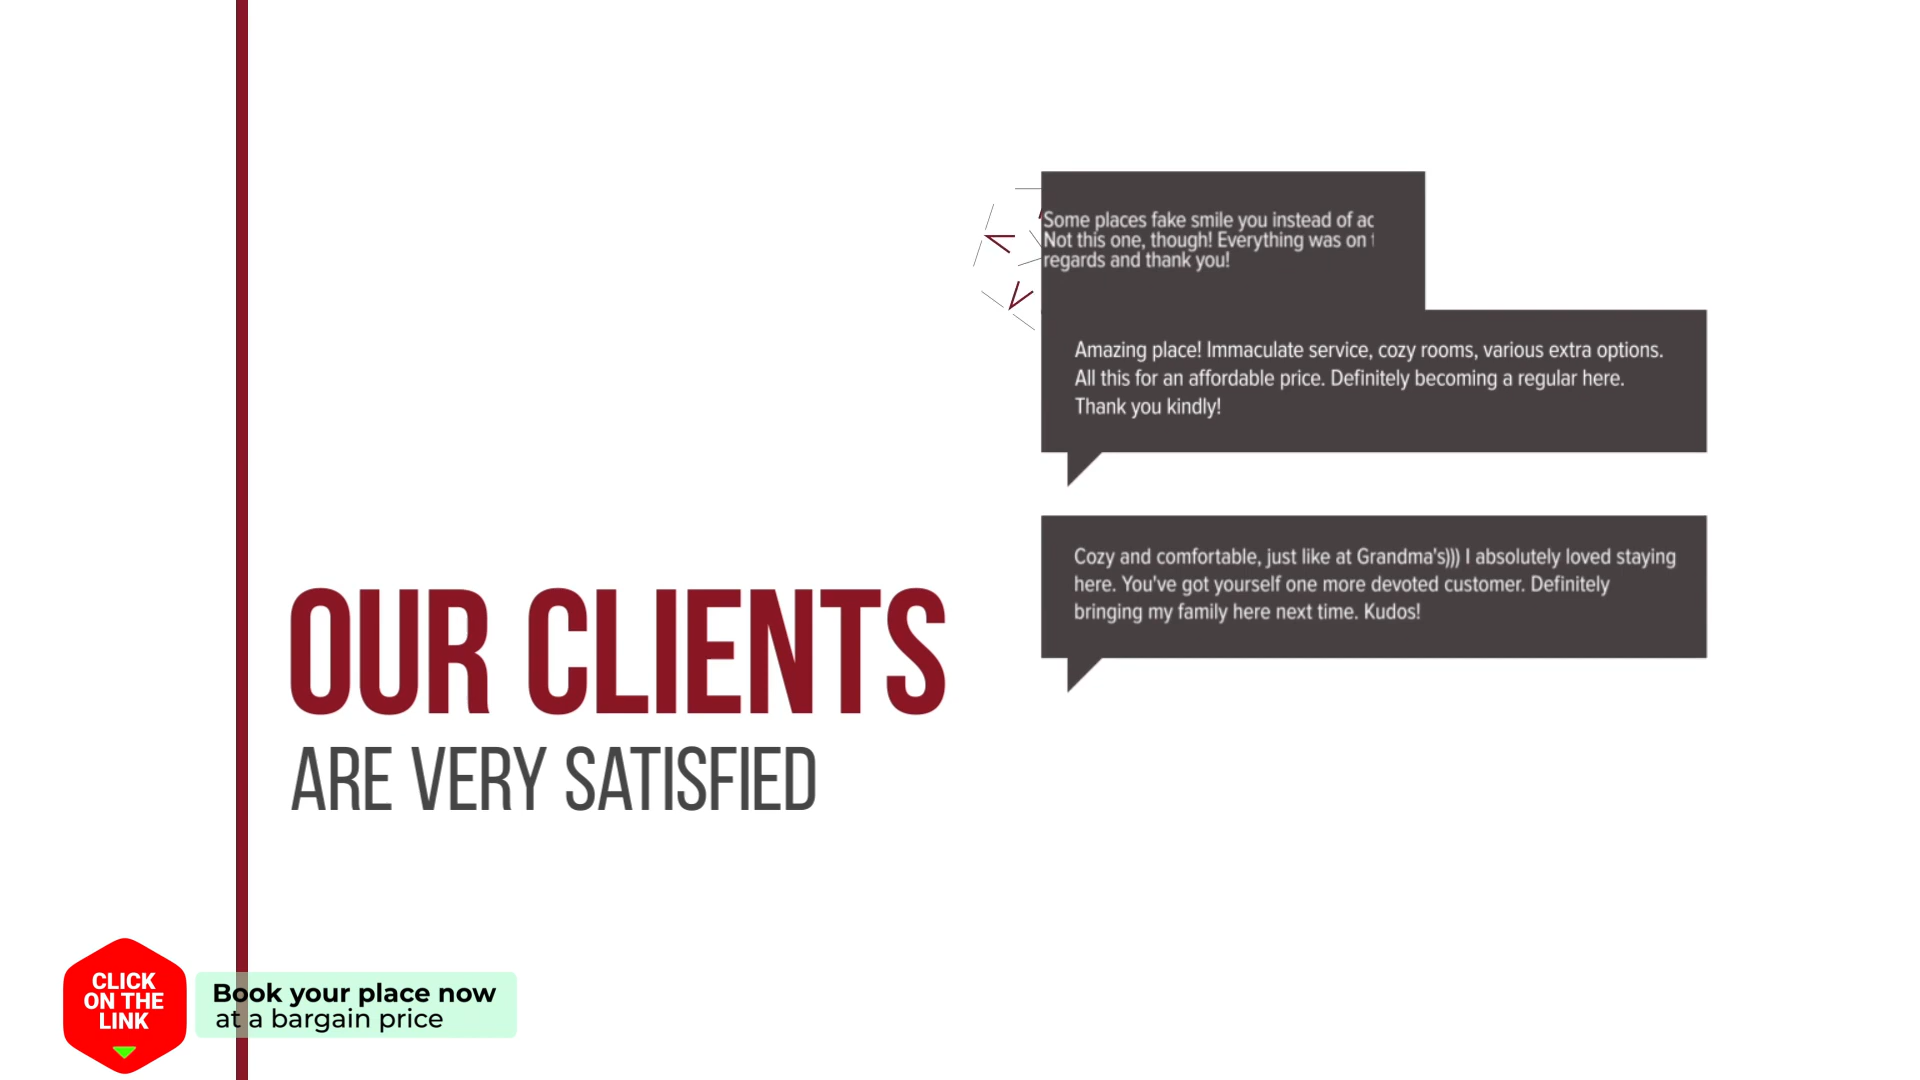 Some places fake smile you instead of
Not this one, though! Everything was on
regards and thank you!
Amazing place! Immaculate service, cozy rooms, various extra options.
All this for an affordable price. Definitely becoming a regular here.
Thank you kindly!
Cozy and comfortable, just like at Grandma's))) I absolutely loved staying
here. You've got yourself one more devoted customer. Definitely
bringing my family here next time. Kudos!
OUR CLIENTS
ARE VERY SATISFIED
CLICK
ON THE
LINK
Book your place now
at a bargain price